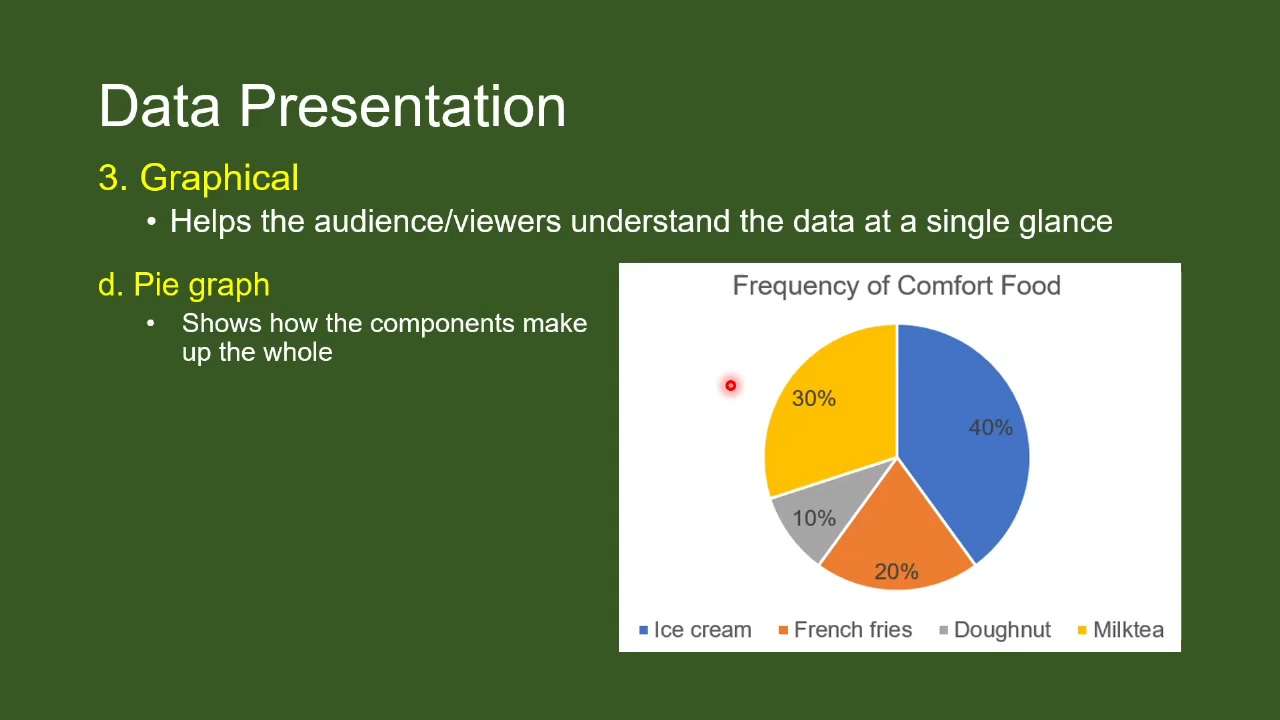 Data Presentation
3. Graphical
• Helps the audience/viewers understand the data at a single glance
d. Pie graph
• Shows how the components make
up the whole
Frequency of Comfort Food
30%
40%
10%
20%
Ice cream French fries Doughnut Milktea